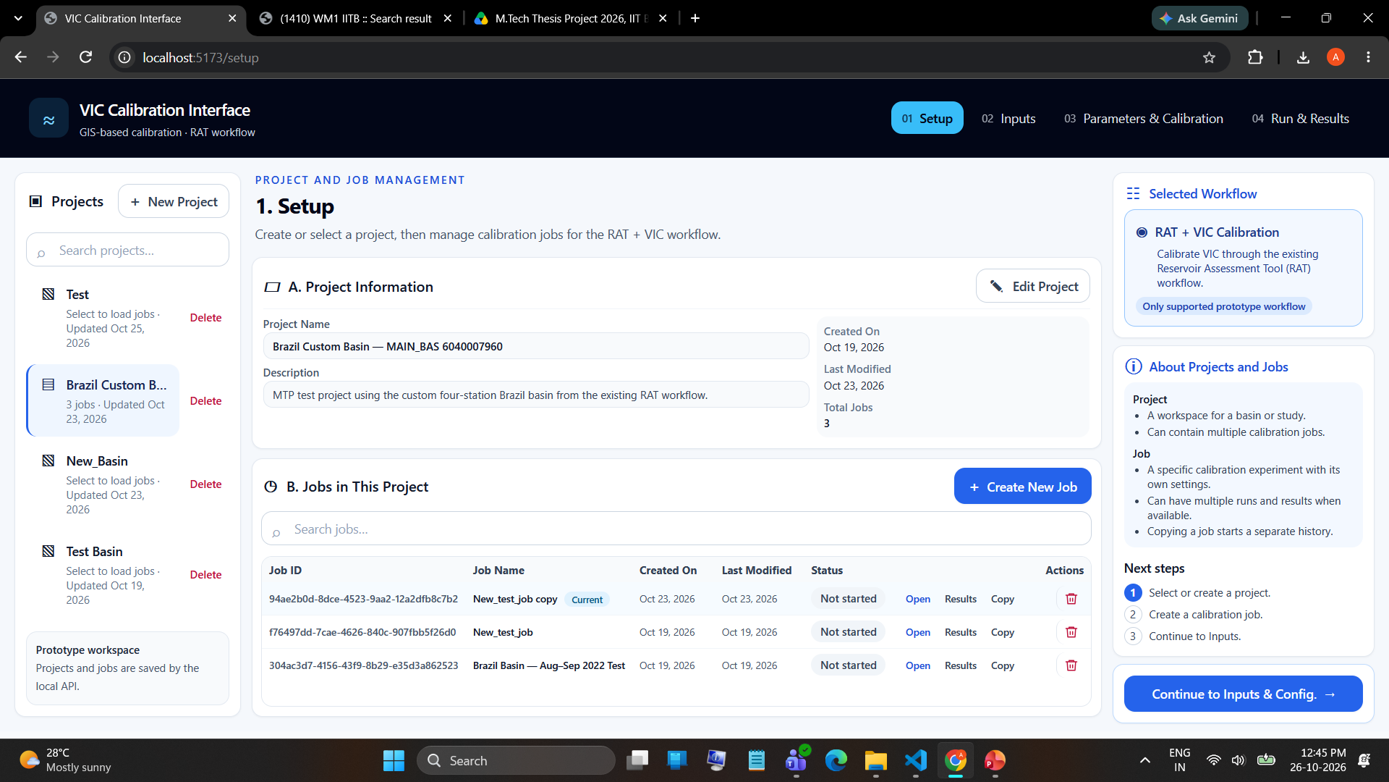 VIC Calibration Interface
(1410) WM1 IITB :: Search result
M.Tech Thesis Project 2026, IIT
Ask Gemini
localhost:5173/setup
A
VIC Calibration Interface
GIS-based calibration · RAT workflow
01 Setup
02 Inputs
03 Parameters & Calibration
04 Run & Results
Projects
+ New Project
Search projects...
Test
Select to load jobs ·
Updated Oct 25,
2026
Delete
Brazil Custom B...
3 jobs · Updated Oct
23, 2026
Delete
New_Basin
Select to load jobs ·
Updated Oct 23,
2026
Delete
Test Basin
Select to load jobs ·
Updated Oct 19,
2026
Delete
Prototype workspace
Projects and jobs are saved by the
local API.
PROJECT AND JOB MANAGEMENT
1. Setup
Create or select a project, then manage calibration jobs for the RAT + VIC workflow.
A. Project Information
Edit Project
Project Name
Brazil Custom Basin — MAIN_BAS 6040007960
Description
MTP test project using the custom four-station Brazil basin from the existing RAT workflow.
Created On
Oct 19, 2026
Last Modified
Oct 23, 2026
Total Jobs
3
B. Jobs in This Project
+ Create New Job
Search jobs...
Job ID Job Name Created On Last Modified Status Actions
94ae2b0d-8dce-4523-9aa2-12a2dfb8c7b2 New_test_job copy Current Oct 23, 2026 Oct 23, 2026 Not started Open Results Copy
f76497dd-7cae-4626-840c-907fbb5f26d0 New_test_job Oct 19, 2026 Oct 19, 2026 Not started Open Results Copy
304ac3d7-4156-43f9-8b29-e35d3a862523 Brazil Basin — Aug–Sep 2022 Test Oct 19, 2026 Oct 19, 2026 Not started Open Results Copy
Selected Workflow
RAT + VIC Calibration
Calibrate VIC through the existing
Reservoir Assessment Tool (RAT)
workflow.
Only supported prototype workflow
About Projects and Jobs
Project
• A workspace for a basin or study.
• Can contain multiple calibration jobs.
Job
• A specific calibration experiment with its
own settings.
• Can have multiple runs and results when
available.
• Copying a job starts a separate history.
Next steps
1 Select or create a project.
2 Create a calibration job.
3 Continue to Inputs.
Continue to Inputs & Config. →
28°C
Mostly sunny
Search
ENG
IN
12:45 PM
26-10-2026